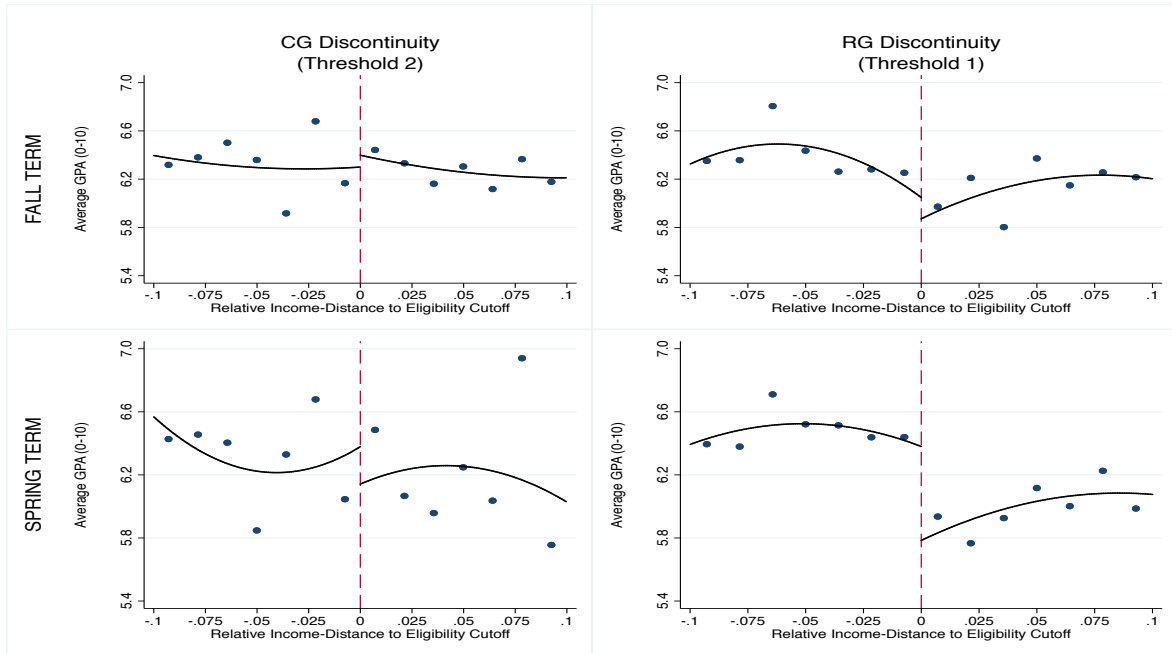 CG Discontinuity
(Threshold 2)
RG Discontinuity
(Threshold 1)
FALL TERM
Average GPA (0-10)
7.0
6.6
6.2
5.8
5.4
-.1 -.075 -.05 -.025 0 .025 .05 .075 .1
Relative Income-Distance to Eligibility Cutoff
Average GPA (0-10)
7.0
6.6
6.2
5.8
5.4
-.1 -.075 -.05 -.025 0 .025 .05 .075 .1
Relative Income-Distance to Eligibility Cutoff
SPRING TERM
Average GPA (0-10)
7.0
6.6
6.2
5.8
5.4
-.1 -.075 -.05 -.025 0 .025 .05 .075 .1
Relative Income-Distance to Eligibility Cutoff
Average GPA (0-10)
7.0
6.6
6.2
5.8
5.4
-.1 -.075 -.05 -.025 0 .025 .05 .075 .1
Relative Income-Distance to Eligibility Cutoff